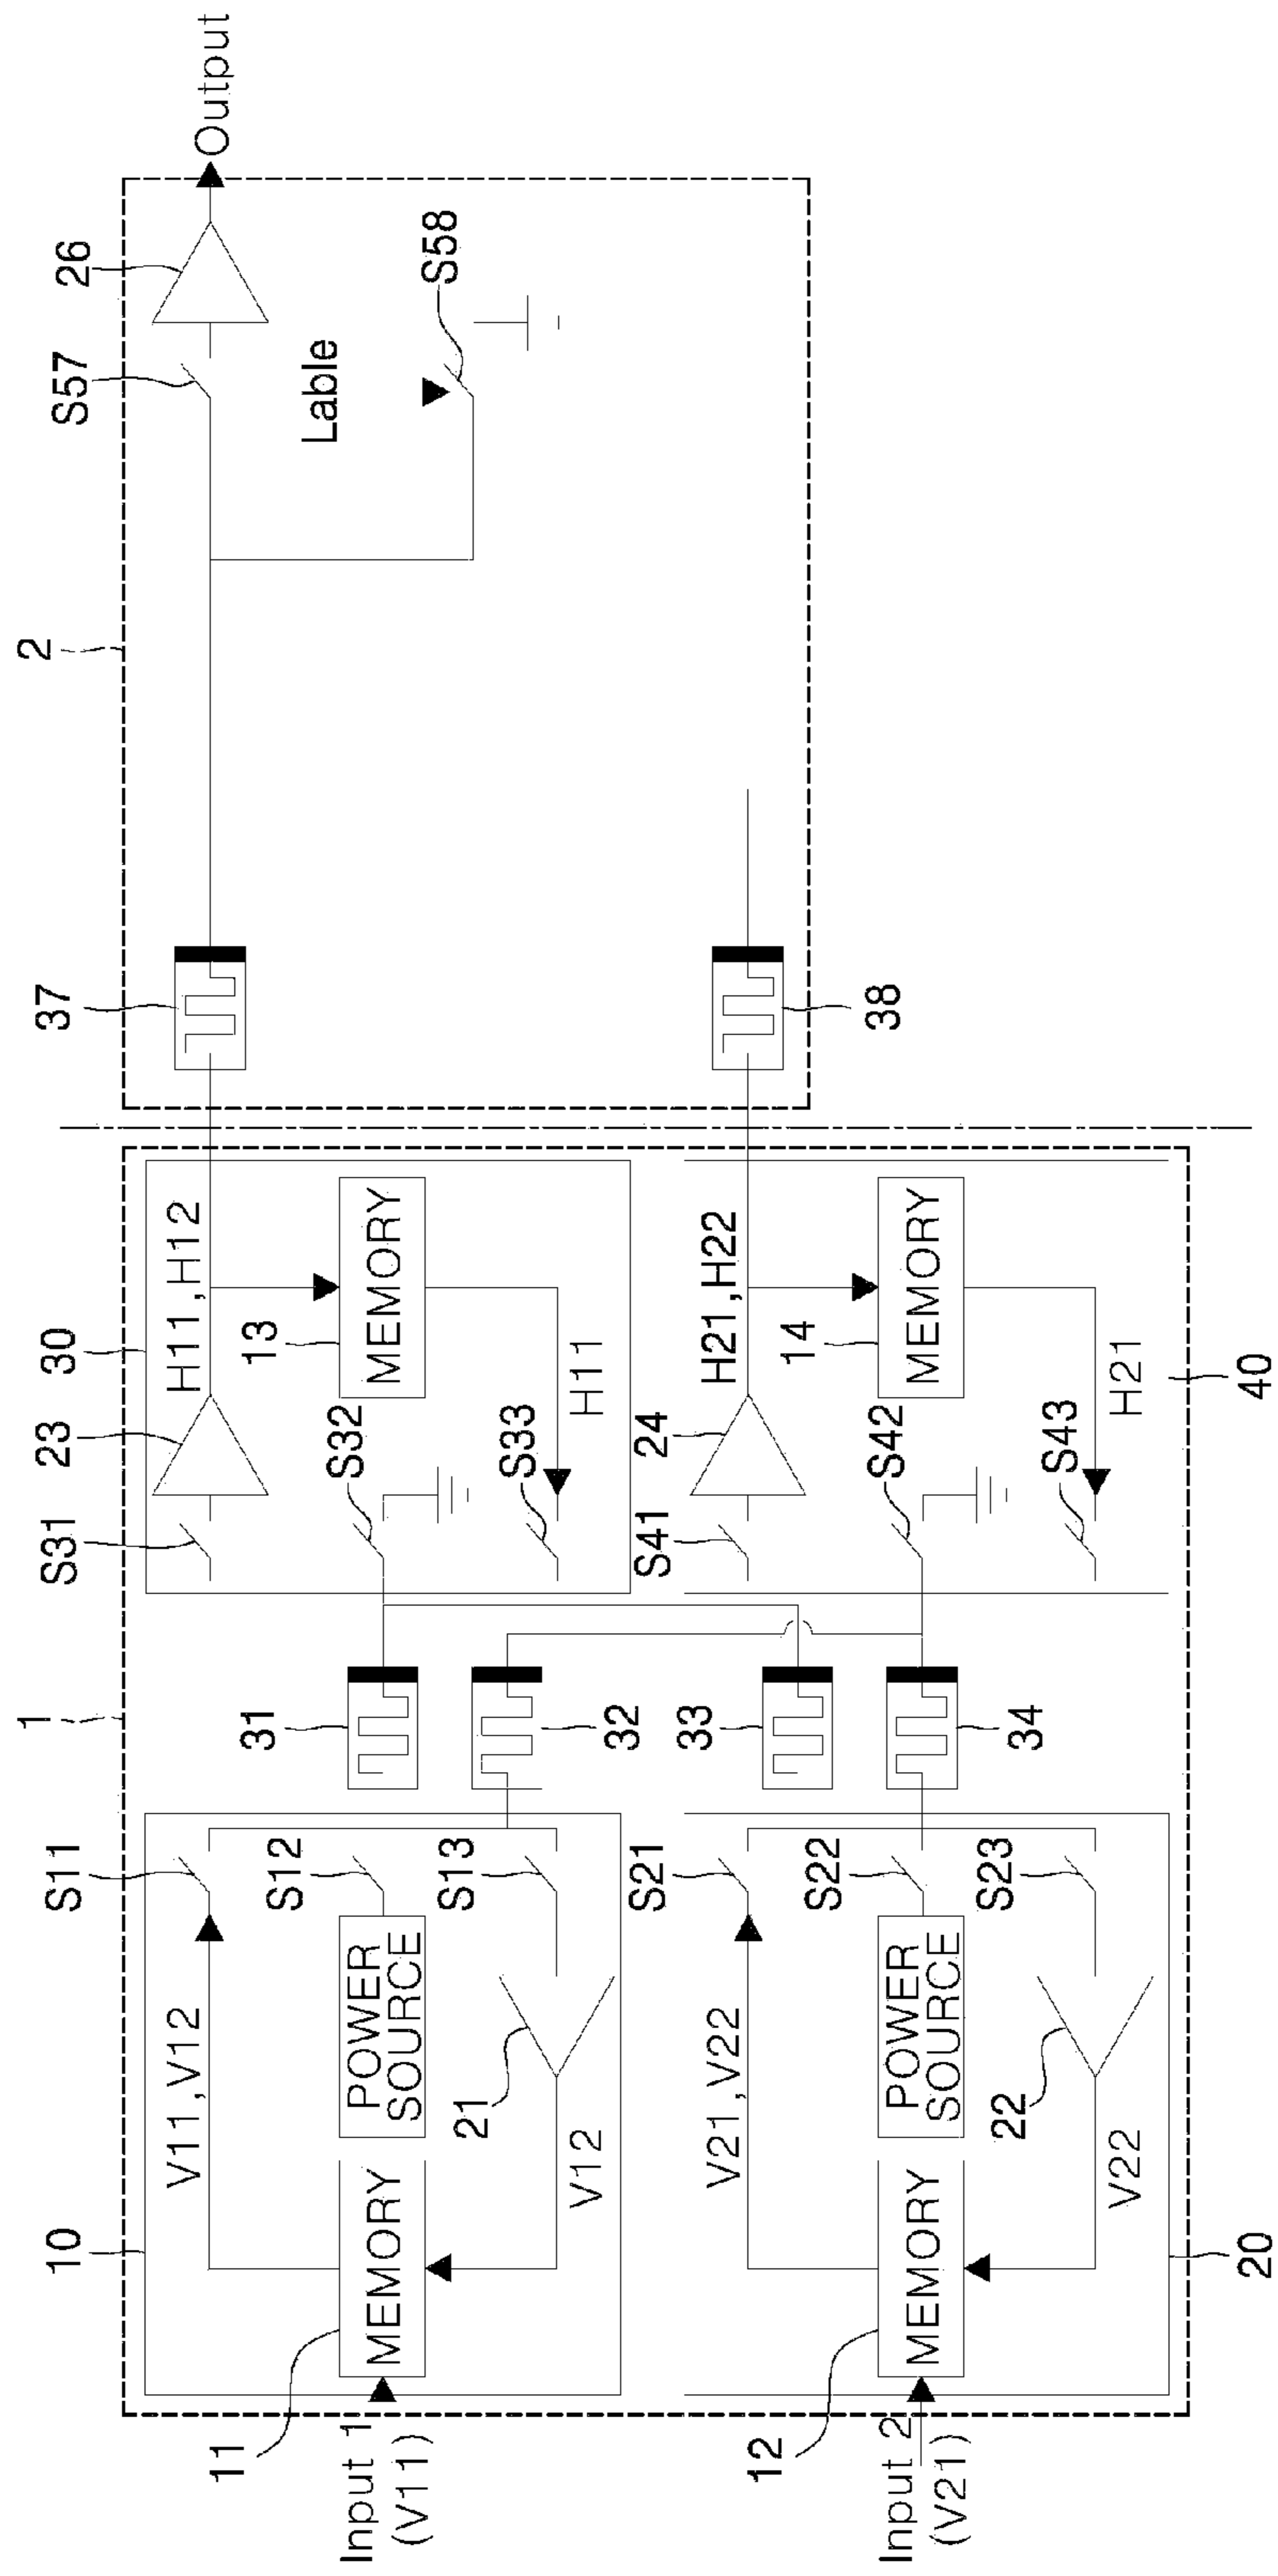 1
2
10
S11
30
23
S31
37
S57
26
V11,V12
H11,H12
Output
11
MEMORY
POWER
SOURCE
S12
31
S32
13
MEMORY
Lable
Input 1
(V11)
21
S13
32
S33
V12
H11
S58
S21
33
S41
24
V21,V22
H21,H22
12
MEMORY
POWER
SOURCE
S22
34
S42
14
MEMORY
38
Input 2
(V21)
22
S23
S43
V22
H21
20
40